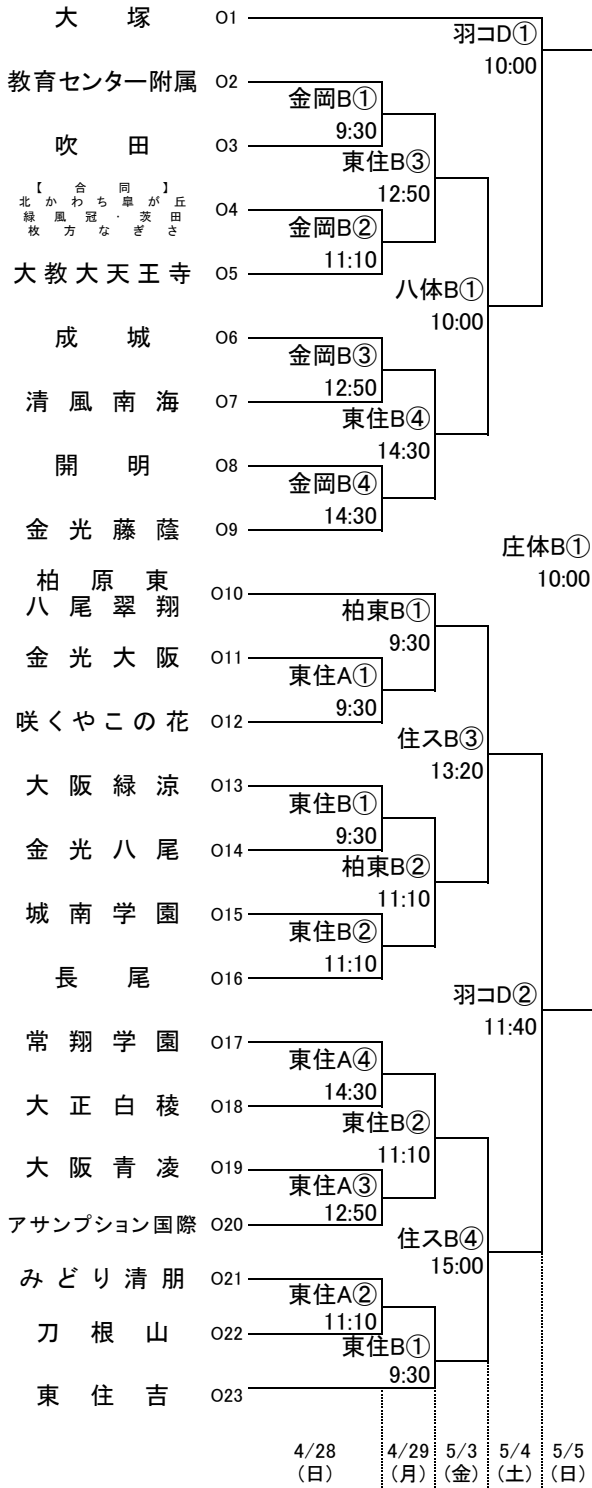 大塚 O1
羽コD①
10:00
教育センター附属 O2
金岡B①
9:30
吹田 O3
東住B③
12:50
【合同】
北かわち皐が丘
緑風冠・茨田
枚方なぎさ
O4
金岡B②
11:10
大教大天王寺 O5
八体B①
10:00
成城 O6
金岡B③
12:50
清風南海 O7
東住B④
14:30
開明 O8
金岡B④
14:30
金光藤蔭 O9
庄体B①
10:00
柏原東
八尾翠翔
O10
柏東B①
9:30
金光大阪 O11
東住A①
9:30
咲くやこの花 O12
住スB③
13:20
大阪緑涼 O13
東住B①
9:30
金光八尾 O14
柏東B②
11:10
城南学園 O15
東住B②
11:10
長尾 O16
羽コD②
11:40
常翔学園 O17
東住A④
14:30
大正白稜 O18
東住B②
11:10
大阪青凌 O19
東住A③
12:50
アサンプション国際 O20
住スB④
15:00
みどり清朋 O21
東住A②
11:10
刀根山 O22
東住B①
9:30
東住吉 O23
4/28 4/29 5/3 5/4 5/5
（日） （月） （金） （土） （日）